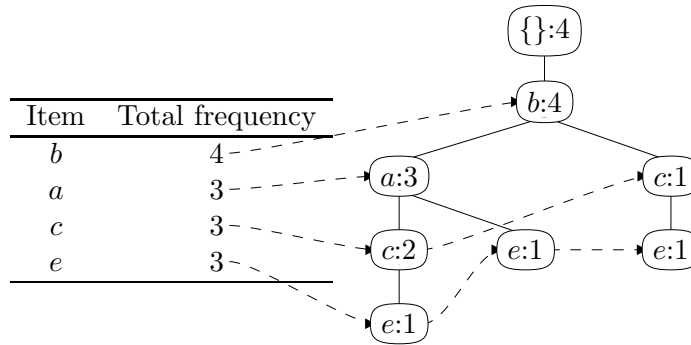 {}:4
b:4
Item Total frequency
b 4
a 3
c 3
e 3
a:3
c:1
c:2
e:1
e:1
e:1